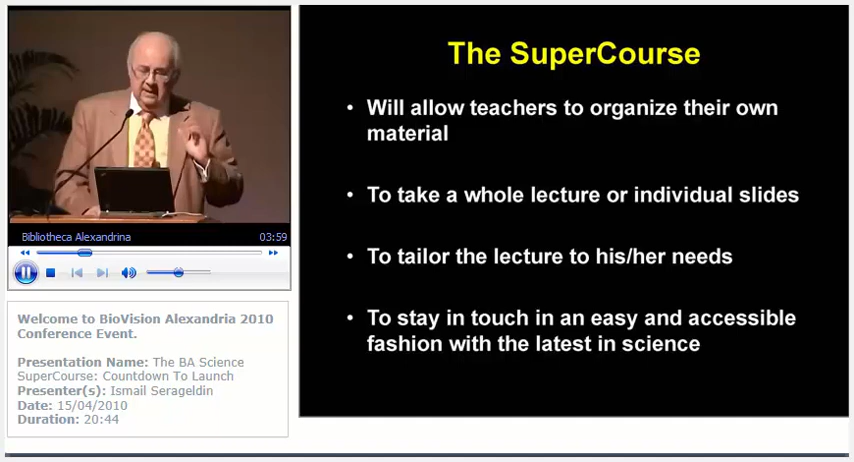 The SuperCourse
• Will allow teachers to organize their own
material
• To take a whole lecture or individual slides
• To tailor the lecture to his/her needs
• To stay in touch in an easy and accessible
fashion with the latest in science
Bibliotheca Alexandrina 03:59
Welcome to BioVision Alexandria 2010
Conference Event.
Presentation Name: The BA Science
SuperCourse: Countdown To Launch
Presenter(s): Ismail Serageldin
Date: 15/04/2010
Duration: 20:44